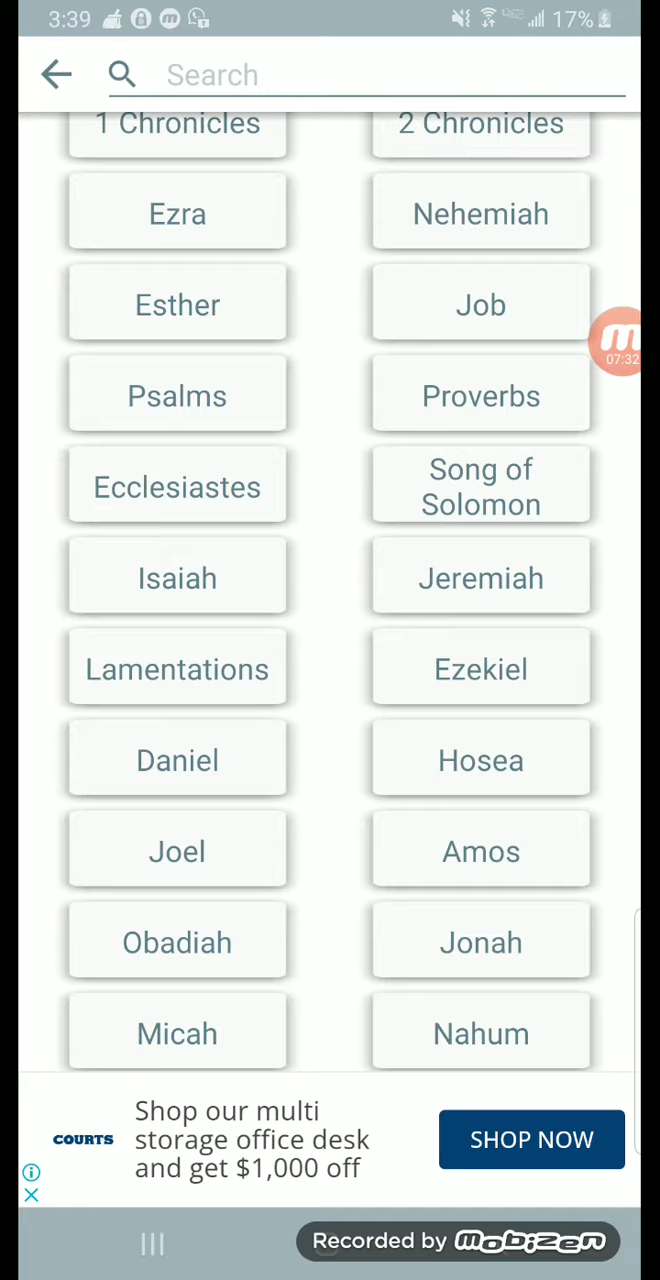 3:39
17%
Search
1 Chronicles
2 Chronicles
Ezra
Nehemiah
Esther
Job
07:32
Psalms
Proverbs
Ecclesiastes
Song of
Solomon
Isaiah
Jeremiah
Lamentations
Ezekiel
Daniel
Hosea
Joel
Amos
Obadiah
Jonah
Micah
Nahum
COURTS
Shop our multi
storage office desk
and get $1,000 off
SHOP NOW
Recorded by mobizen